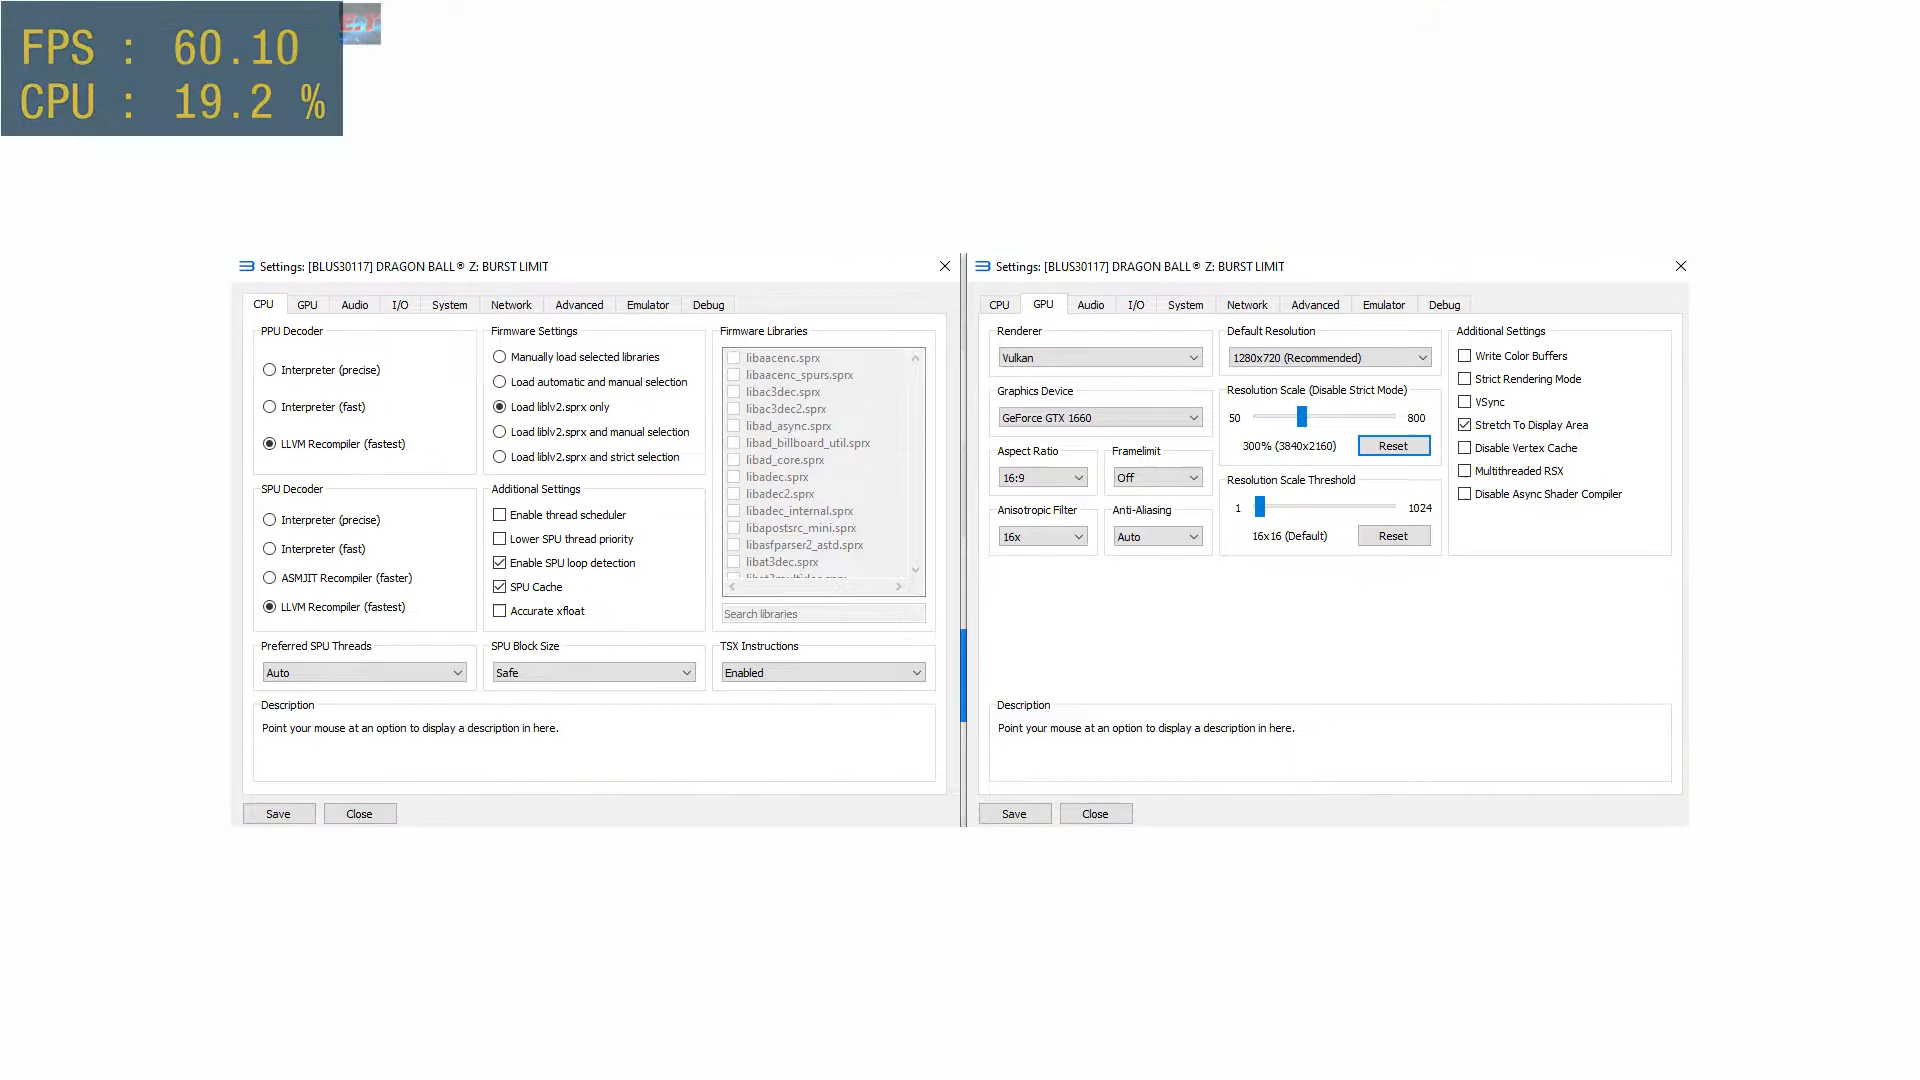 FPS : 60.10
CPU : 19.2 %
Settings: [BLUS30117] DRAGON BALL® Z: BURST LIMIT
CPU GPU Audio I/O System Network Advanced Emulator Debug
PPU Decoder
Interpreter (precise)
Interpreter (fast)
LLVM Recompiler (fastest)
SPU Decoder
Interpreter (precise)
Interpreter (fast)
ASMJIT Recompiler (faster)
LLVM Recompiler (fastest)
Preferred SPU Threads
Auto
Firmware Settings
Manually load selected libraries
Load automatic and manual selection
Load liblv2.sprx only
Load liblv2.sprx and manual selection
Load liblv2.sprx and strict selection
Additional Settings
Enable thread scheduler
Lower SPU thread priority
Enable SPU loop detection
SPU Cache
Accurate xfloat
SPU Block Size
Safe
Firmware Libraries
libaacenc.sprx
libaacenc_spurs.sprx
libac3dec.sprx
libac3dec2.sprx
libad_async.sprx
libad_billboard_util.sprx
libad_core.sprx
libadec.sprx
libadec2.sprx
libadec_internal.sprx
libapostsrc_mini.sprx
libasfparser2_astd.sprx
libat3dec.sprx
Search libraries
TSX Instructions
Enabled
Description
Point your mouse at an option to display a description in here.
Save Close
Settings: [BLUS30117] DRAGON BALL® Z: BURST LIMIT
CPU GPU Audio I/O System Network Advanced Emulator Debug
Renderer
Vulkan
Graphics Device
GeForce GTX 1660
Aspect Ratio
16:9
Framelimit
Off
Anisotropic Filter
16x
Anti-Aliasing
Auto
Default Resolution
1280x720 (Recommended)
Resolution Scale (Disable Strict Mode)
50 800
300% (3840x2160) Reset
Resolution Scale Threshold
1 1024
16x16 (Default) Reset
Additional Settings
Write Color Buffers
Strict Rendering Mode
VSync
Stretch To Display Area
Disable Vertex Cache
Multithreaded RSX
Disable Async Shader Compiler
Description
Point your mouse at an option to display a description in here.
Save Close